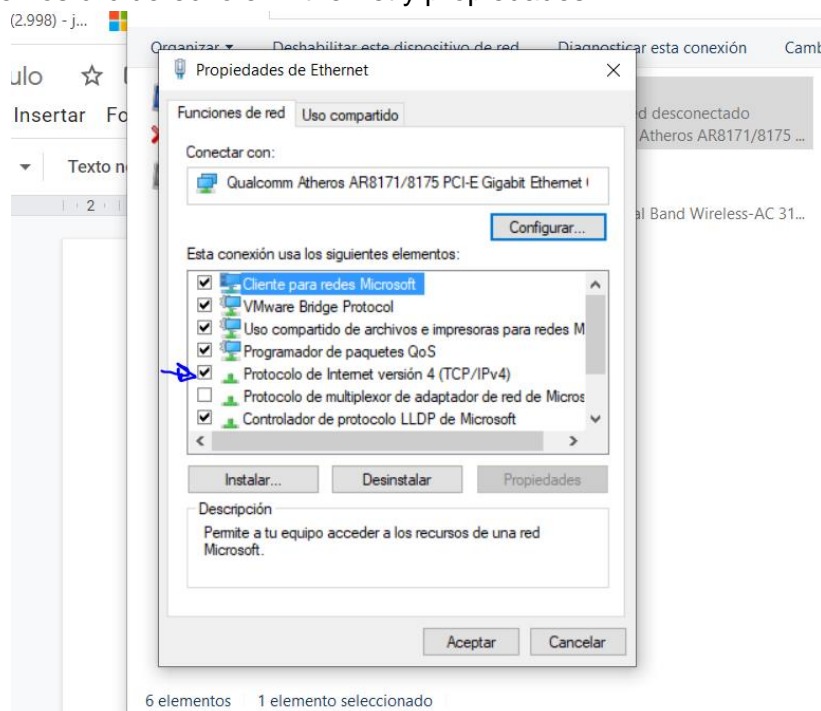 (2.998) - j...
Organizar Deshabilitar este dispositivo de red Diagnosticar esta conexión Camb
ulo
Insertar Fo
Texto n
2
Propiedades de Ethernet
Funciones de red Uso compartido
ed desconectado
Atheros AR8171/8175 ...
al Band Wireless-AC 31...
Conectar con:
Qualcomm Atheros AR8171/8175 PCI-E Gigabit Ethernet
Configurar...
Esta conexión usa los siguientes elementos:
Cliente para redes Microsoft
VMware Bridge Protocol
Uso compartido de archivos e impresoras para redes M
Programador de paquetes QoS
Protocolo de Internet versión 4 (TCP/IPv4)
Protocolo de multiplexor de adaptador de red de Micros
Controlador de protocolo LLDP de Microsoft
Instalar... Desinstalar Propiedades
Descripción
Permite a tu equipo acceder a los recursos de una red
Microsoft.
Aceptar Cancelar
6 elementos 1 elemento seleccionado